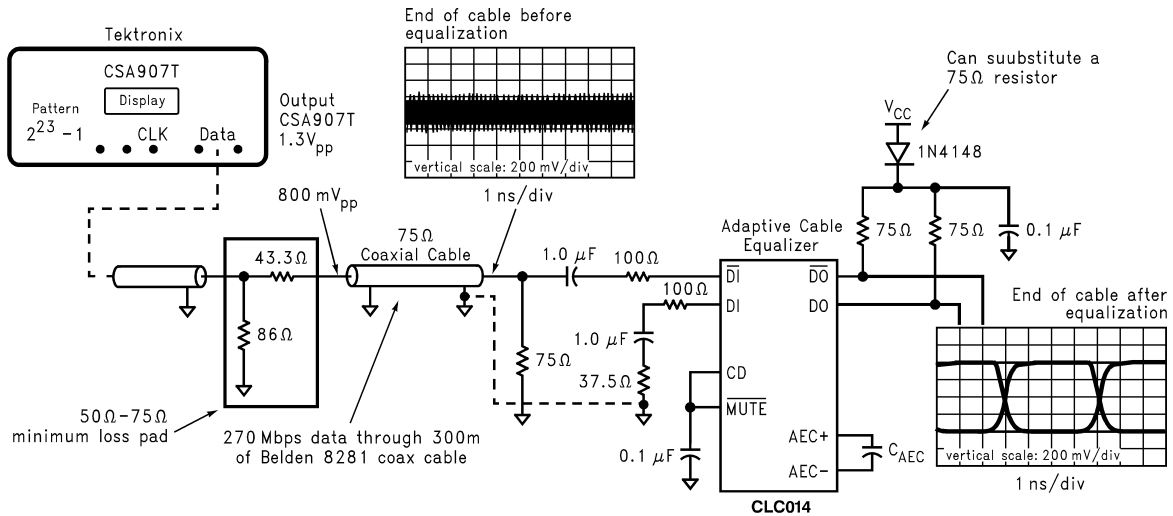 Tektronix
CSA907T
Display
Pattern
2^23 -1
CLK
Data
Output
CSA907T
1.3Vpp
End of cable before
equalization
vertical scale: 200 mV/div
1 ns/div
Can suubstitute a
75Ω resistor
VCC
1N4148
75Ω
75Ω
0.1 μF
800 mVpp
43.3Ω
86Ω
50Ω-75Ω
minimum loss pad
75Ω
Coaxial Cable
270 Mbps data through 300m
of Belden 8281 coax cable
1.0 μF
100Ω
100Ω
1.0 μF
75Ω
37.5Ω
0.1 μF
Adaptive Cable
Equalizer
D̅I̅
DI
CD
M̅U̅T̅E̅
D̅O̅
DO
AEC+
AEC-
CAEC
CLC014
End of cable after
equalization
vertical scale: 200 mV/div
1 ns/div